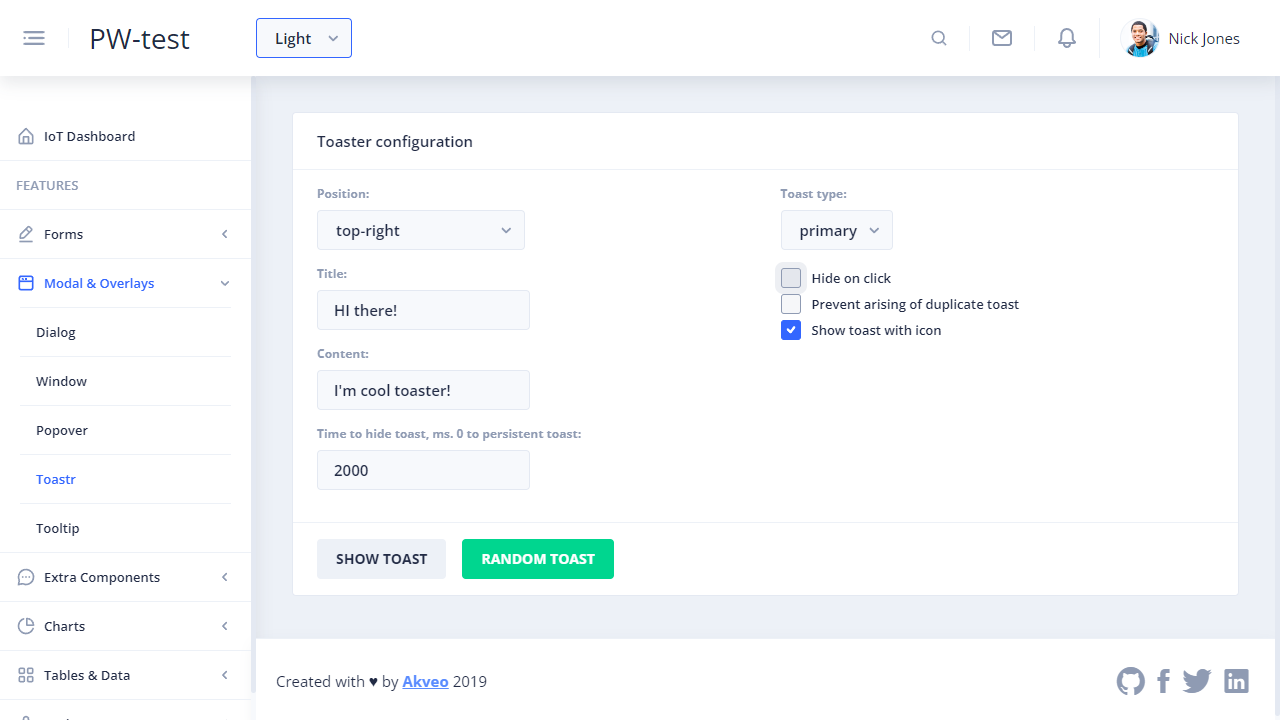 PW-test
Light
Nick Jones
IoT Dashboard
FEATURES
Forms
Modal & Overlays
Dialog
Window
Popover
Toastr
Tooltip
Extra Components
Charts
Tables & Data
Toaster configuration
Position:
top-right
Title:
HI there!
Content:
I'm cool toaster!
Time to hide toast, ms. 0 to persistent toast:
2000
Toast type:
primary
Hide on click
Prevent arising of duplicate toast
Show toast with icon
SHOW TOAST
RANDOM TOAST
Created with ♥ by Akveo 2019